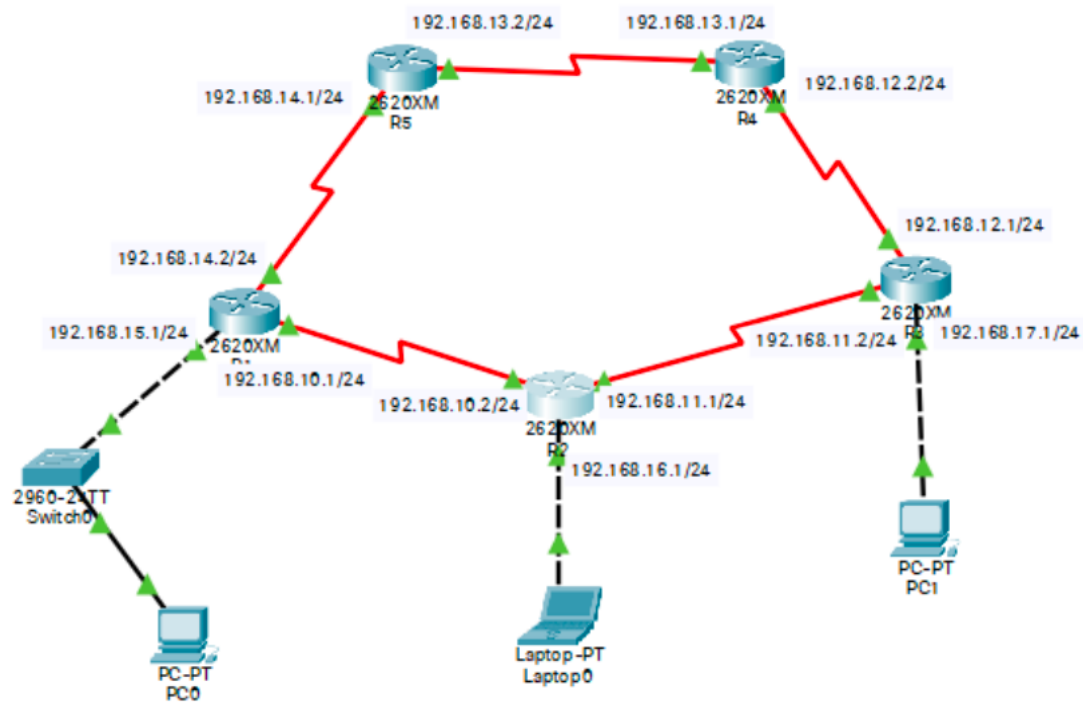 192.168.13.2/24
192.168.13.1/24
192.168.14.1/24
2620XM
R5
2620XM
R4
192.168.12.2/24
192.168.14.2/24
192.168.12.1/24
192.168.15.1/24
2620XM
192.168.10.1/24
2620XM
R3
192.168.17.1/24
192.168.11.2/24
192.168.10.2/24
192.168.11.1/24
2620XM
R2
192.168.16.1/24
2960-24TT
Switch0
PC-PT
PC1
PC-PT
PC0
Laptop-PT
Laptop0